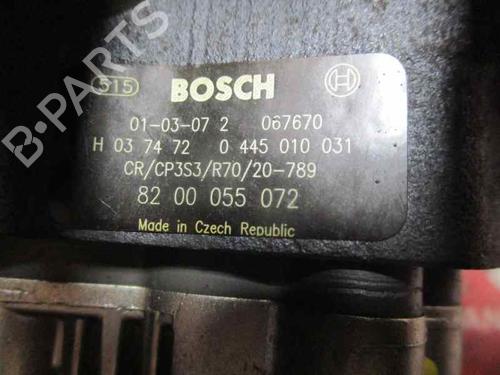 B-PARTS
515 BOSCH
01-03-07 2 067670
H 03 74 72 0 445 010 031
CR/CP3S3/R70/20-789
82 00 055 072
Made in Czech Republic